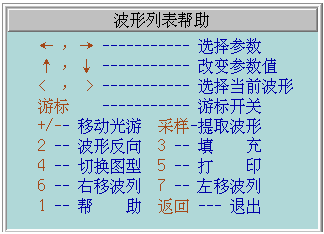 波形列表帮助
←，→ ----------- 选择参数
↑，↓ ----------- 改变参数值
<，> ----------- 选择当前波形
游标 ----------- 游标开关
+/-- 移动光游 采样-提取波形
2 -- 波形反向 3 -- 填 充
4 -- 切换图型 5 -- 打 印
6 -- 右移波列 7 -- 左移波列
1 -- 帮 助 返回 --- 退出